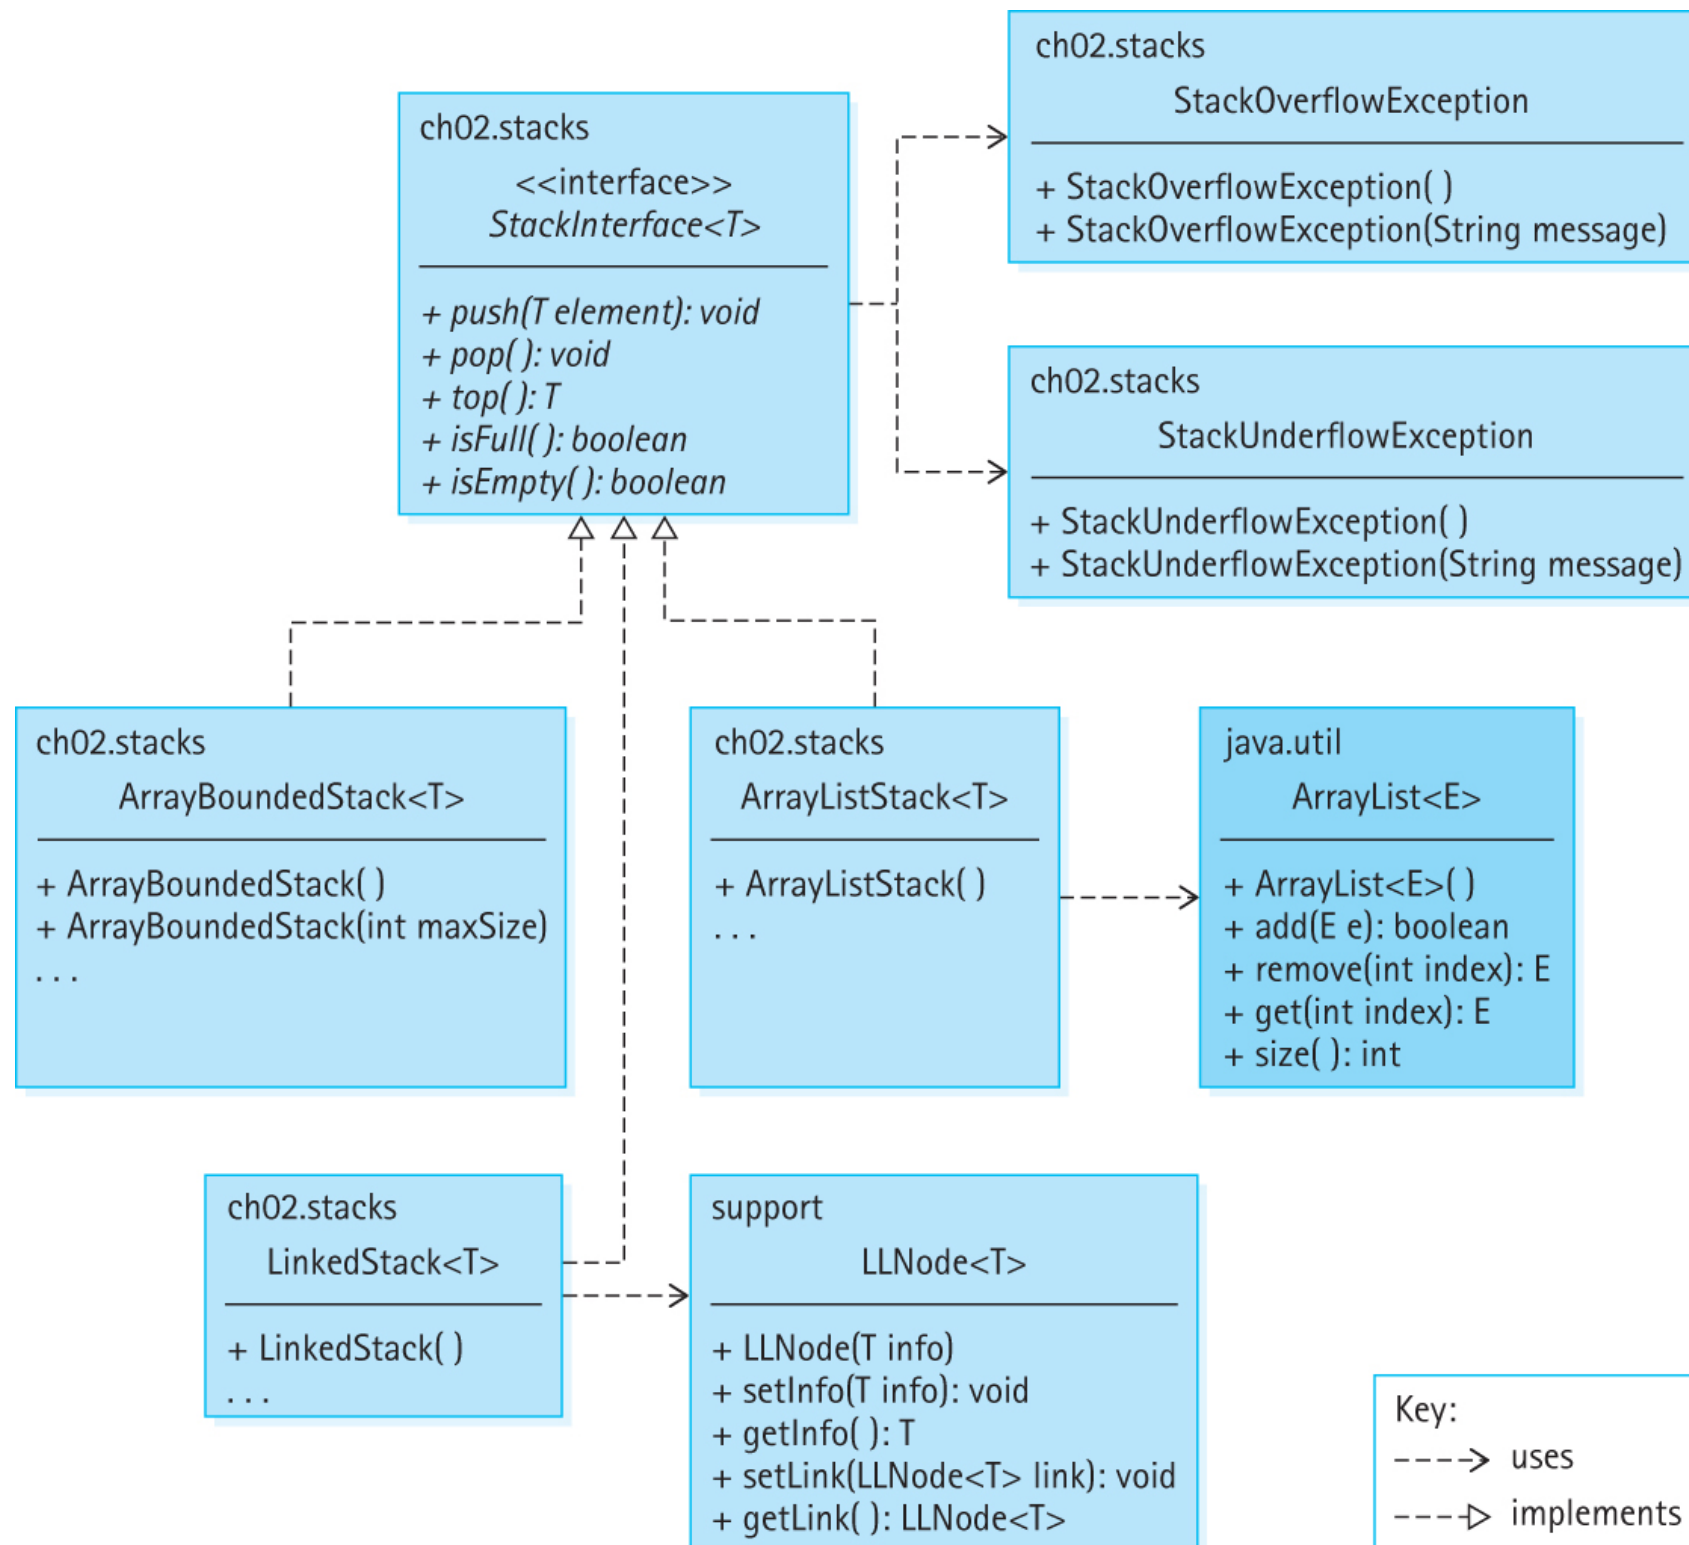 ch02.stacks
<<interface>>
StackInterface<T>
+ push(T element): void
+ pop( ): void
+ top( ): T
+ isFull( ): boolean
+ isEmpty( ): boolean
ch02.stacks
StackOverflowException
+ StackOverflowException( )
+ StackOverflowException(String message)
ch02.stacks
StackUnderflowException
+ StackUnderflowException( )
+ StackUnderflowException(String message)
ch02.stacks
ArrayBoundedStack<T>
+ ArrayBoundedStack( )
+ ArrayBoundedStack(int maxSize)
. . .
ch02.stacks
ArrayListStack<T>
+ ArrayListStack( )
. . .
java.util
ArrayList<E>
+ ArrayList<E>( )
+ add(E e): boolean
+ remove(int index): E
+ get(int index): E
+ size( ): int
ch02.stacks
LinkedStack<T>
+ LinkedStack( )
. . .
support
LLNode<T>
+ LLNode(T info)
+ setInfo(T info): void
+ getInfo( ): T
+ setLink(LLNode<T> link): void
+ getLink( ): LLNode<T>
Key:
uses
implements